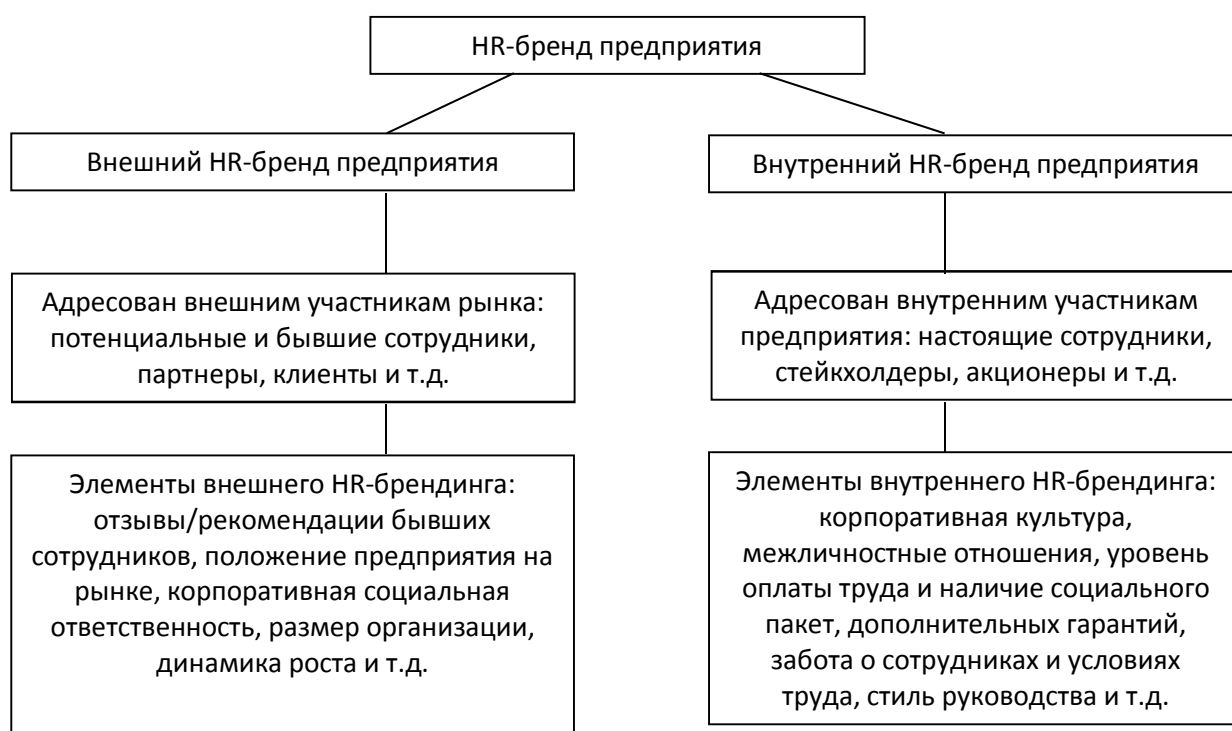 HR-бренд предприятия
Внешний HR-бренд предприятия
Внутренний HR-бренд предприятия
Адресован внешним участникам рынка:
потенциальные и бывшие сотрудники,
партнеры, клиенты и т.д.
Адресован внутренним участникам
предприятия: настоящие сотрудники,
стейкхолдеры, акционеры и т.д.
Элементы внешнего HR-брендинга:
отзывы/рекомендации бывших
сотрудников, положение предприятия на
рынке, корпоративная социальная
ответственность, размер организации,
динамика роста и т.д.
Элементы внутреннего HR-брендинга:
корпоративная культура,
межличностные отношения, уровень
оплаты труда и наличие социального
пакет, дополнительных гарантий,
забота о сотрудниках и условиях
труда, стиль руководства и т.д.